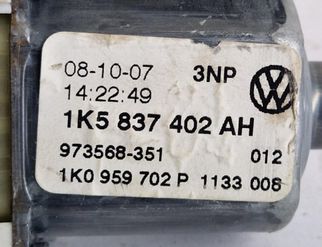 08-10-07 3NP
14:22:49
1K5 837 402 AH
973568-351 012
1K0 959 702 P 1133 008